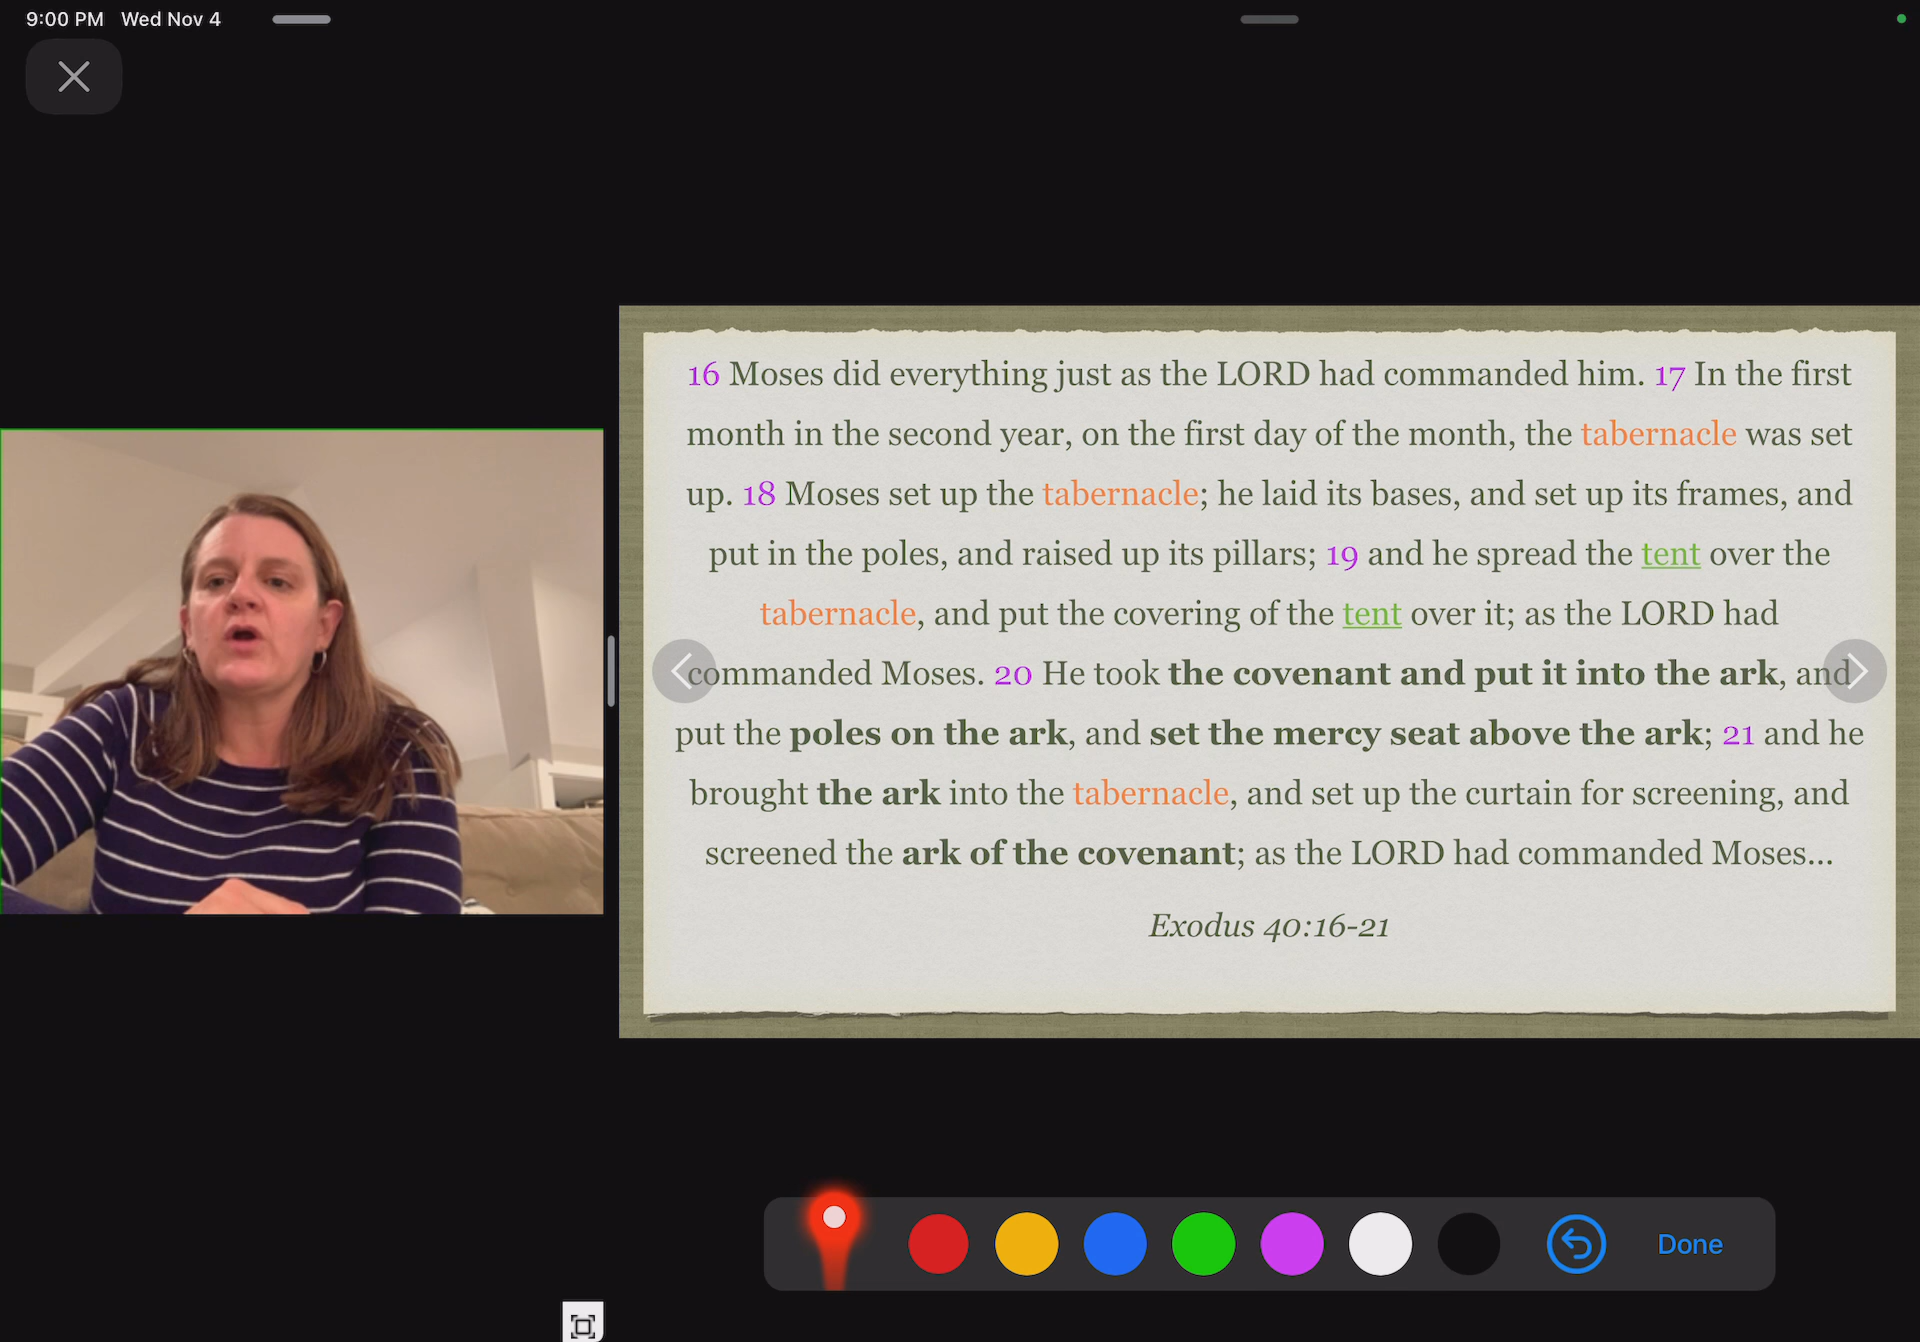 9:00 PM Wed Nov 4
16 Moses did everything just as the LORD had commanded him. 17 In the first
month in the second year, on the first day of the month, the tabernacle was set
up. 18 Moses set up the tabernacle; he laid its bases, and set up its frames, and
put in the poles, and raised up its pillars; 19 and he spread the tent over the
tabernacle, and put the covering of the tent over it; as the LORD had
commanded Moses. 20 He took the covenant and put it into the ark, and
put the poles on the ark, and set the mercy seat above the ark; 21 and he
brought the ark into the tabernacle, and set up the curtain for screening, and
screened the ark of the covenant; as the LORD had commanded Moses...
Exodus 40:16-21
Done